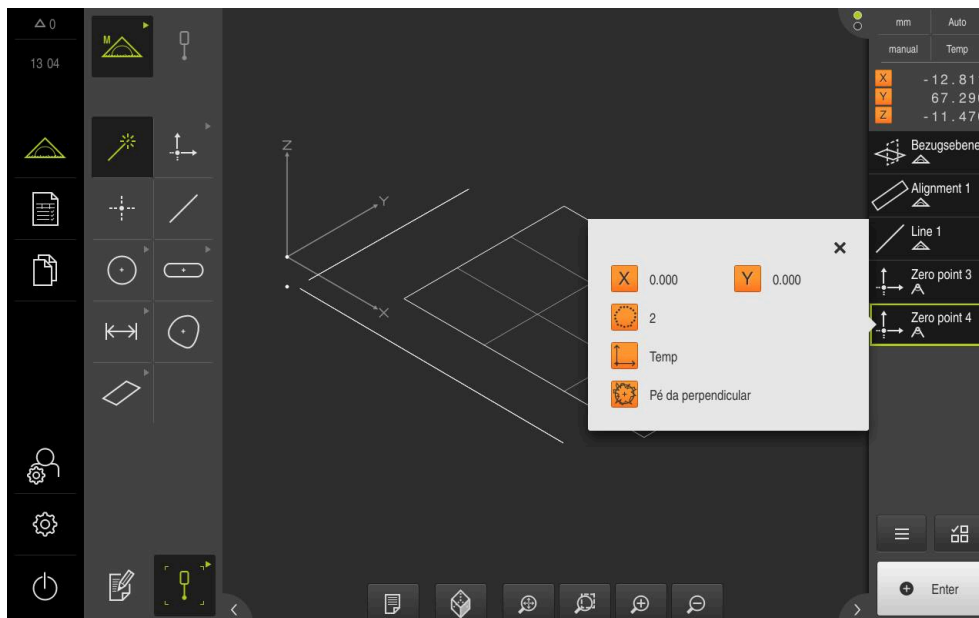 0
13 04
M
mm Auto
manual Temp
X -12.81
Y 67.29
Z -11.47
Z
Y
X
X 0.000 Y 0.000
2
Temp
Pé da perpendicular
Bezugsebene
Alignment 1
Line 1
Zero point 3
Zero point 4
Enter